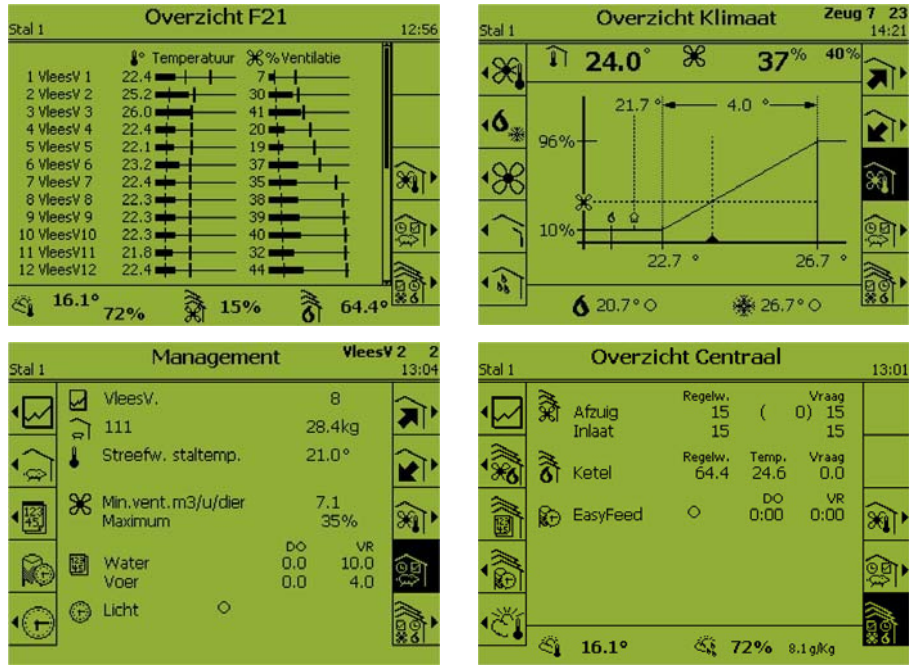 Overzicht F21
Stal 1 12:56
Temperatuur % Ventilatie
1 VleesV 1 22.4 7
2 VleesV 2 25.2 30
3 VleesV 3 26.0 41
4 VleesV 4 22.4 20
5 VleesV 5 22.1 19
6 VleesV 6 23.2 37
7 VleesV 7 22.4 35
8 VleesV 8 22.3 38
9 VleesV 9 22.3 39
10 VleesV10 22.3 40
11 VleesV11 21.8 32
12 VleesV12 22.4 44
16.1° 72% 15% 64.4°
Overzicht Klimaat Zeug 7 23
Stal 1 14:21
24.0° 37% 40%
21.7 ° 4.0 °
96%
10%
22.7 ° 26.7 °
20.7° 26.7°
Management VleesV 2 2
Stal 1 13:04
VleesV. 8
111 28.4kg
Streefw. staltemp. 21.0°
Min.vent.m3/u/dier 7.1
Maximum 35%
DO VR
Water 0.0 10.0
Voer 0.0 4.0
Licht
Overzicht Centraal
Stal 1 13:01
Regelw. Vraag
Afzuig 15 ( 0) 15
Inlaat 15 15
Regelw. Temp. Vraag
Ketel 64.4 24.6 0.0
DO VR
EasyFeed 0:00 0:00
16.1° 72% 8.1g/Kg